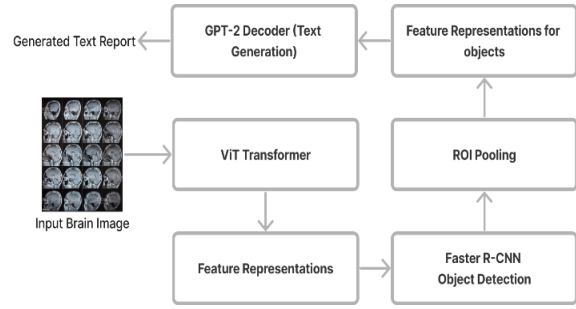 Generated Text Report
GPT-2 Decoder (Text
Generation)
Feature Representations for
objects
Input Brain Image
ViT Transformer
ROI Pooling
Feature Representations
Faster R-CNN
Object Detection